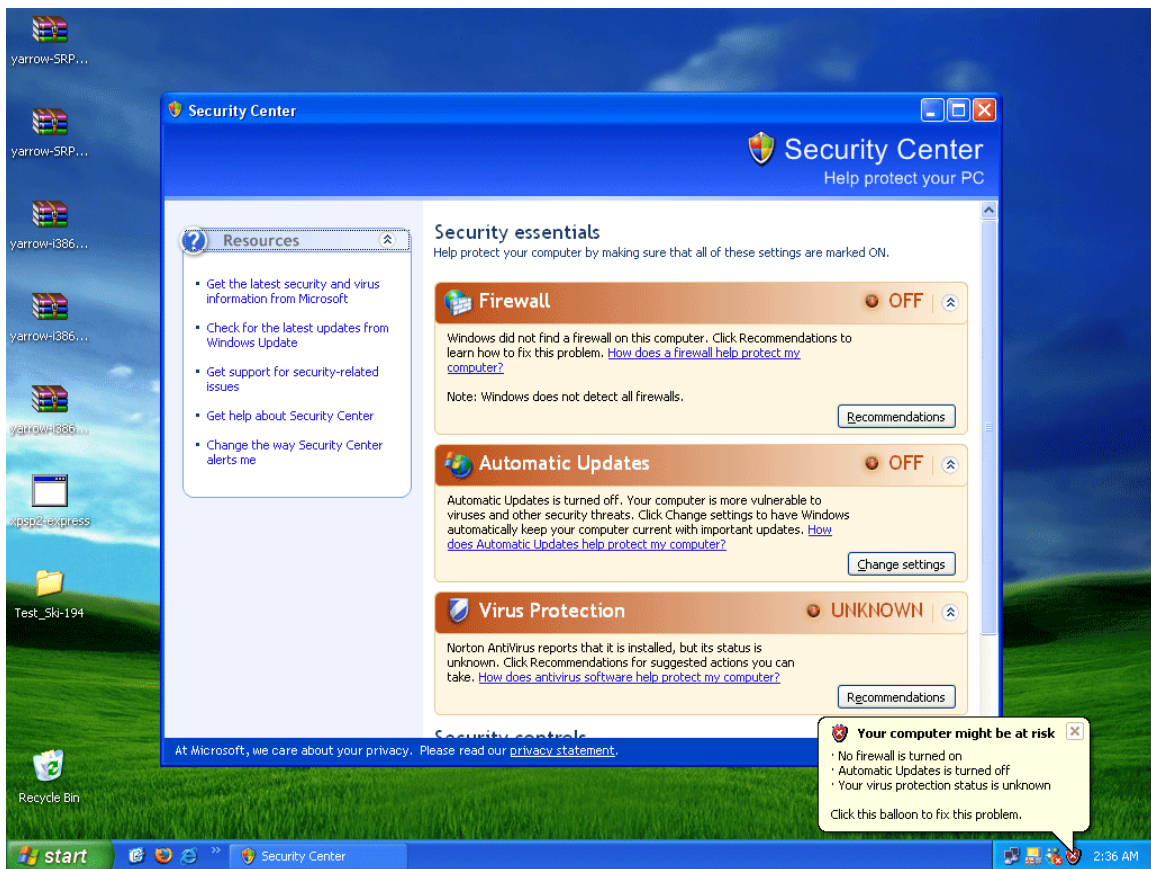 yarrow-SRP...
yarrow-SRP...
yarrow-i386...
yarrow-i386...
yarrow-i386...
xpsp2-express
Test_Ski-194
Recycle Bin
Security Center
Security Center
Help protect your PC
Resources
Get the latest security and virus
information from Microsoft
Check for the latest updates from
Windows Update
Get support for security-related
issues
Get help about Security Center
Change the way Security Center
alerts me
Security essentials
Help protect your computer by making sure that all of these settings are marked ON.
Firewall OFF
Windows did not find a firewall on this computer. Click Recommendations to
learn how to fix this problem. How does a firewall help protect my
computer?
Note: Windows does not detect all firewalls.
Recommendations
Automatic Updates OFF
Automatic Updates is turned off. Your computer is more vulnerable to
viruses and other security threats. Click Change settings to have Windows
automatically keep your computer current with important updates. How
does Automatic Updates help protect my computer?
Change settings
Virus Protection UNKNOWN
Norton AntiVirus reports that it is installed, but its status is
unknown. Click Recommendations for suggested actions you can
take. How does antivirus software help protect my computer?
Recommendations
Security controls
At Microsoft, we care about your privacy. Please read our privacy statement.
Your computer might be at risk
· No firewall is turned on
· Automatic Updates is turned off
· Your virus protection status is unknown
Click this balloon to fix this problem.
start
Security Center
2:36 AM